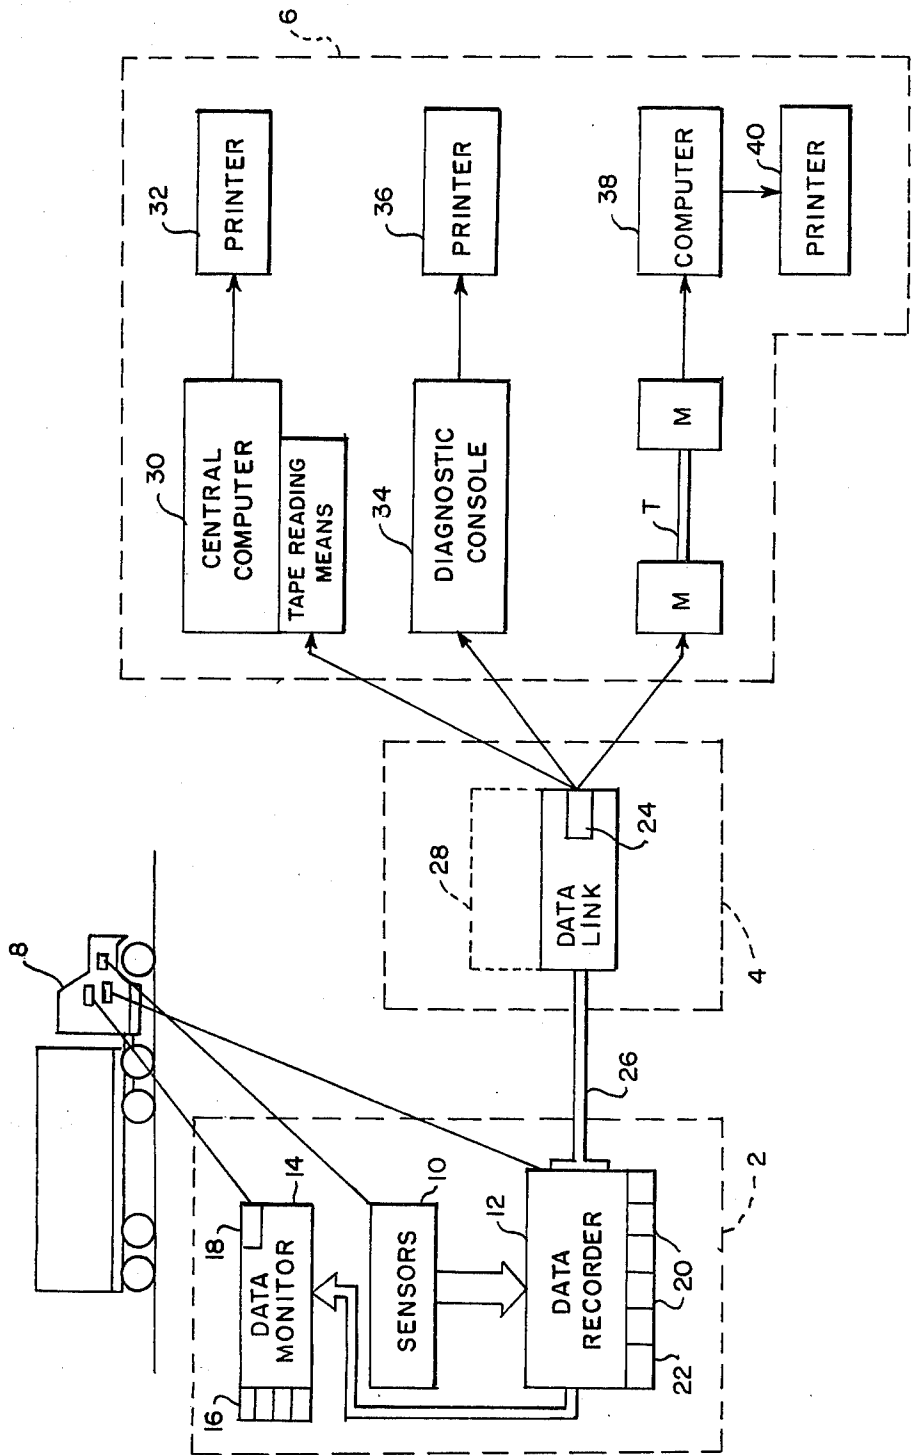 6
32
PRINTER
30
CENTRAL
COMPUTER
TAPE READING
MEANS
36
PRINTER
34
DIAGNOSTIC
CONSOLE
38
COMPUTER
40
PRINTER
M
T
M
8
28
DATA
LINK
24
4
26
18
14
16
DATA
MONITOR
10
SENSORS
12
DATA
RECORDER
2
20
22